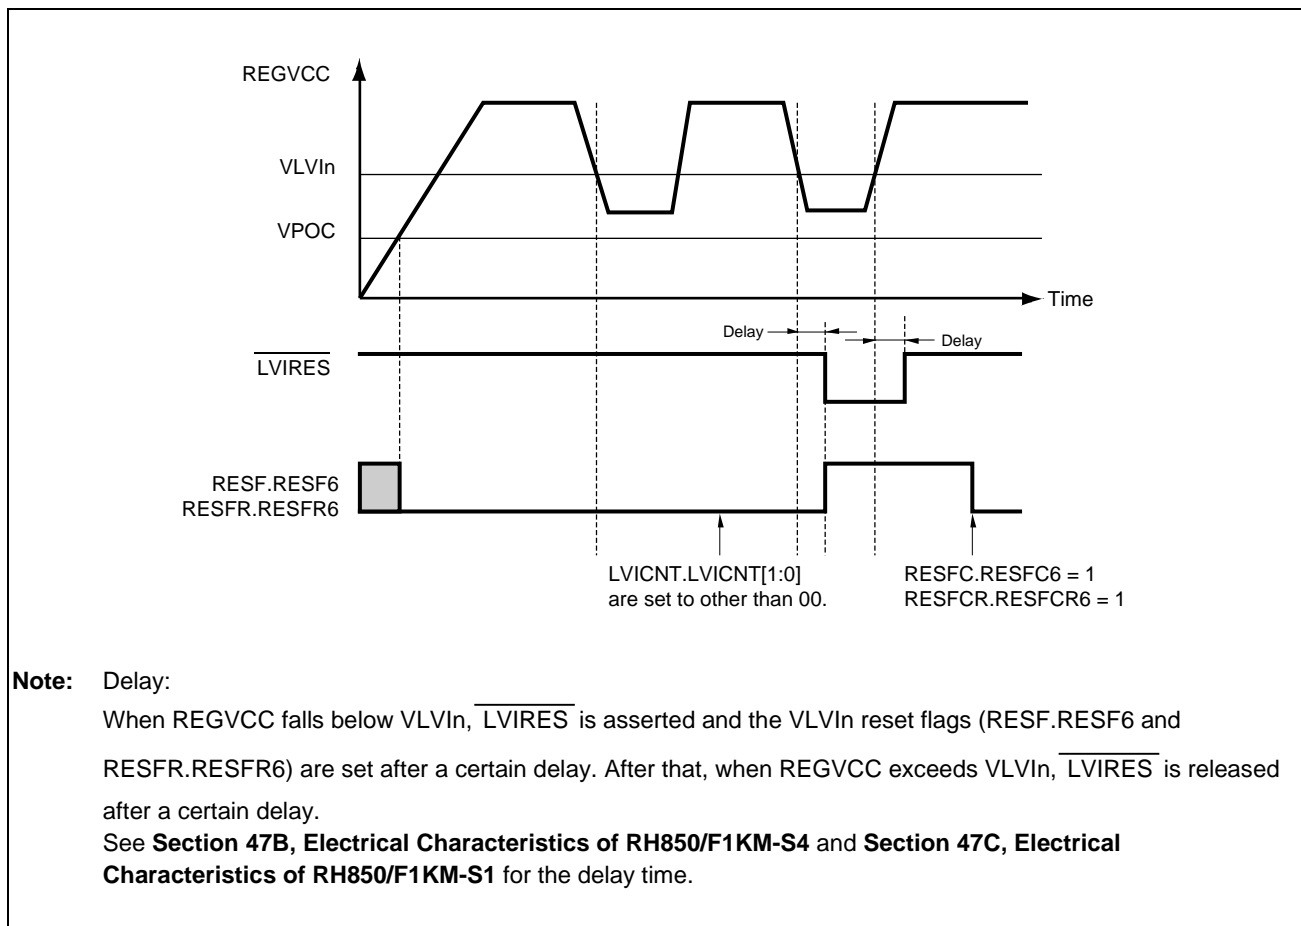 REGVCC
VLVIn
VPOC
Time
Delay
Delay
LVIRES
RESF.RESF6
RESFR.RESFR6
LVICNT.LVICNT[1:0]
are set to other than 00.
RESFC.RESFC6 = 1
RESFCR.RESFCR6 = 1
Note: Delay:
When REGVCC falls below VLVIn, LVIRES is asserted and the VLVIn reset flags (RESF.RESF6 and
RESFR.RESFR6) are set after a certain delay. After that, when REGVCC exceeds VLVIn, LVIRES is released
after a certain delay.
See Section 47B, Electrical Characteristics of RH850/F1KM-S4 and Section 47C, Electrical
Characteristics of RH850/F1KM-S1 for the delay time.